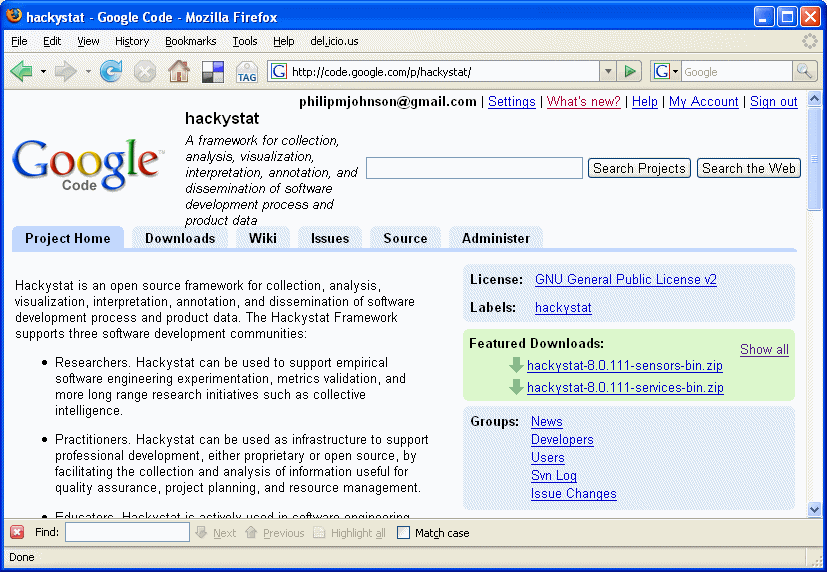 hackystat - Google Code - Mozilla Firefox
File Edit View History Bookmarks Tools Help del.icio.us
TAG G http://code.google.com/p/hackystat/ G Google
philipmjohnson@gmail.com | Settings | What's new? | Help | My Account | Sign out
hackystat
Google™
Code
A framework for collection,
analysis, visualization,
interpretation, annotation, and
dissemination of software
development process and
product data
Search Projects Search the Web
Project Home Downloads Wiki Issues Source Administer
Hackystat is an open source framework for collection, analysis,
visualization, interpretation, annotation, and dissemination of software
development process and product data. The Hackystat Framework
supports three software development communities:
• Researchers. Hackystat can be used to support empirical
software engineering experimentation, metrics validation, and
more long range research initiatives such as collective
intelligence.
• Practitioners. Hackystat can be used as infrastructure to support
professional development, either proprietary or open source, by
facilitating the collection and analysis of information useful for
quality assurance, project planning, and resource management.
• Educators. Hackystat is actively used in software engineering
License: GNU General Public License v2
Labels: hackystat
Featured Downloads:
Show all
hackystat-8.0.111-sensors-bin.zip
hackystat-8.0.111-services-bin.zip
Groups: News
Developers
Users
Svn Log
Issue Changes
Find: Next Previous Highlight all Match case
Done